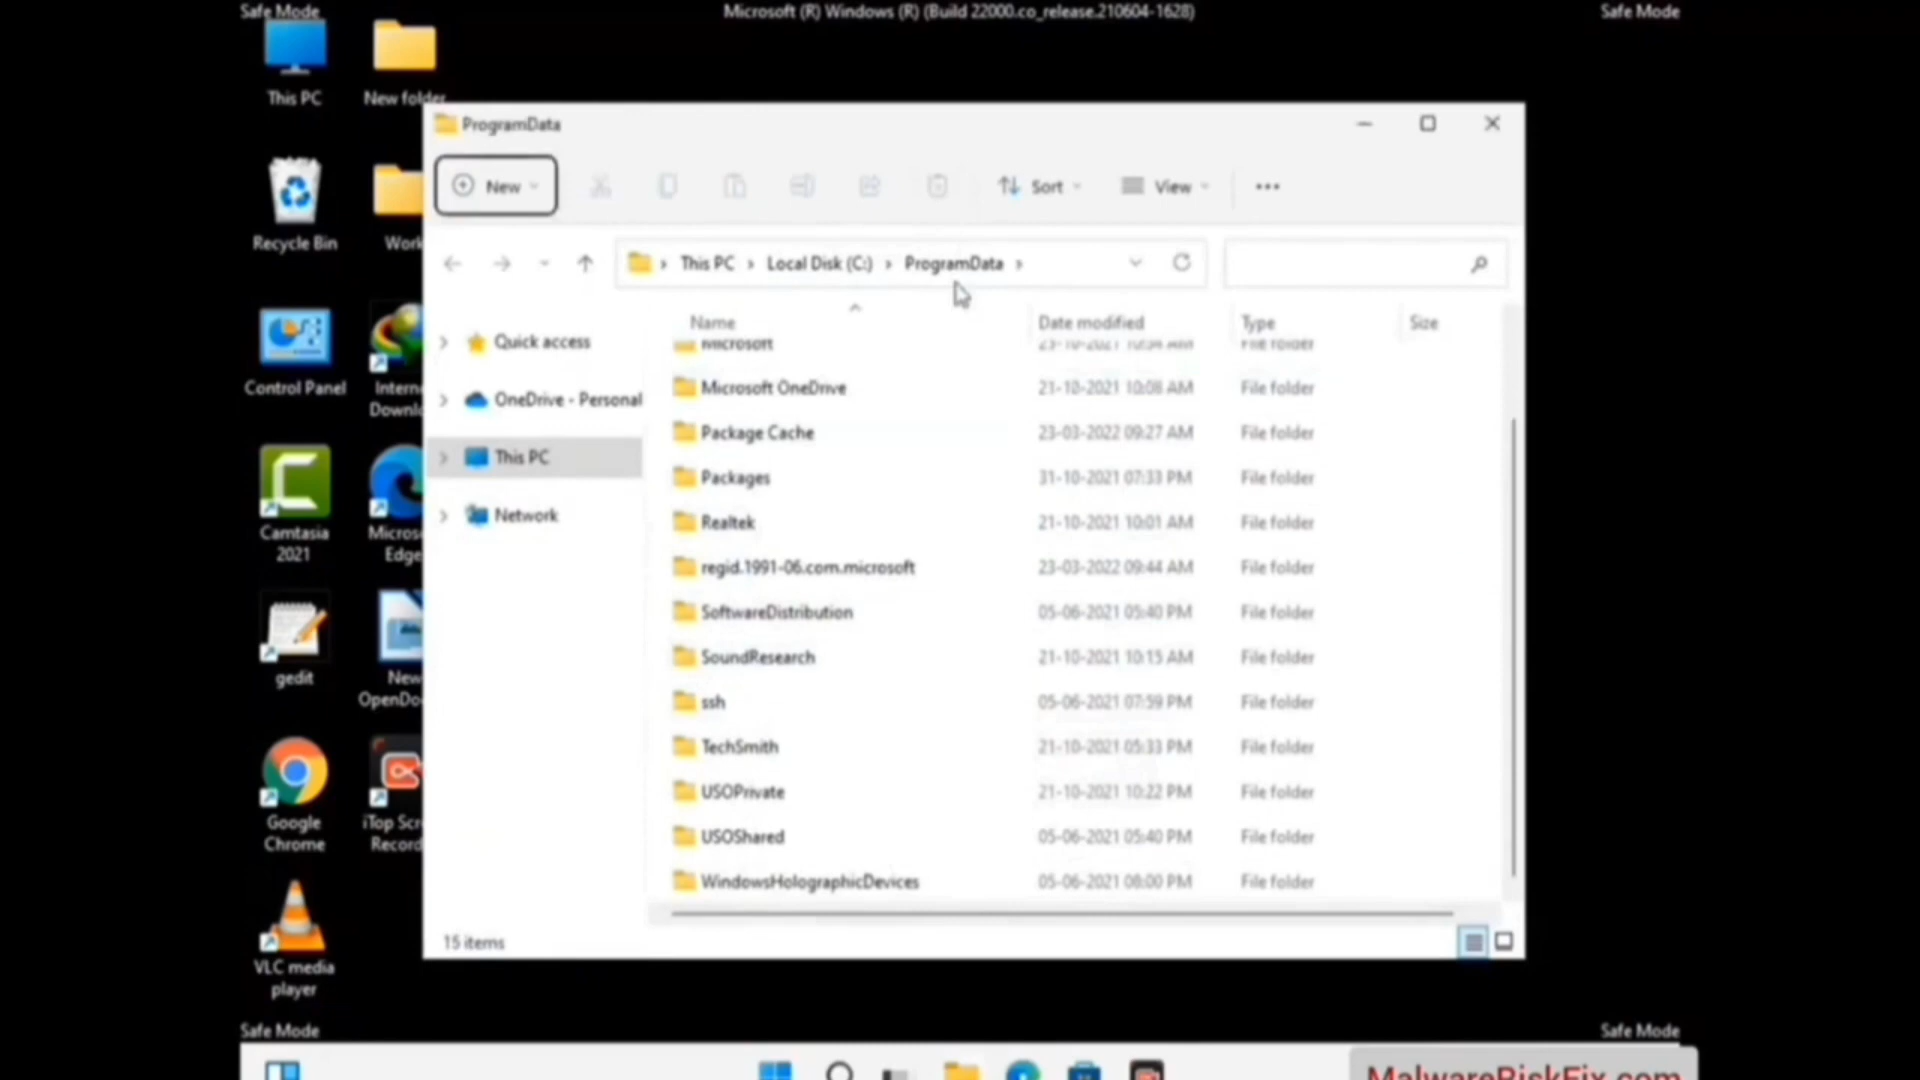 Safe Mode
Microsoft (R) Windows (R) (Build 22000.co_release.210604-1628)
Safe Mode
This PC
New folder
Recycle Bin
Work
Control Panel
Intern
Downlo
Camtasia
2021
Micros
Edge
gedit
New
OpenDo
Google
Chrome
iTop Scr
Record
VLC media
player
ProgramData
New
Sort
View
This PC
Local Disk (C:)
ProgramData
Quick access
OneDrive - Personal
This PC
Network
Name Date modified Type Size
Microsoft 23-10-2021 10:54 AM File folder
Microsoft OneDrive 21-10-2021 10:08 AM File folder
Package Cache 23-03-2022 09:27 AM File folder
Packages 31-10-2021 07:33 PM File folder
Realtek 21-10-2021 10:01 AM File folder
regid.1991-06.com.microsoft 23-03-2022 09:44 AM File folder
SoftwareDistribution 05-06-2021 05:40 PM File folder
SoundResearch 21-10-2021 10:15 AM File folder
ssh 05-06-2021 07:59 PM File folder
TechSmith 21-10-2021 05:33 PM File folder
USOPrivate 21-10-2021 10:22 PM File folder
USOShared 05-06-2021 05:40 PM File folder
WindowsHolographicDevices 05-06-2021 08:00 PM File folder
15 items
Safe Mode
Safe Mode
MalwareRiskFix.com